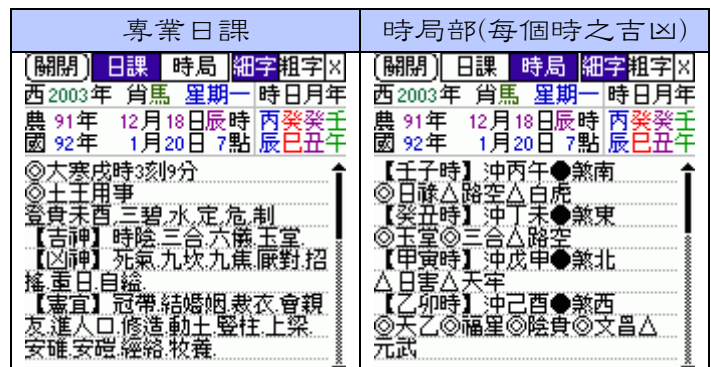 專業日課
〔關閉〕 日課 時局 細字 粗字 X
西2003年 肖馬 星期一 時日月年
農 91年 12月18日辰時 丙癸癸壬
國 92年 1月20日 7點 辰巳丑午
◎大寒戌時3刻9分
◎土王用事
登貴未酉.三碧.水.定.危.制
【吉神】時陰.三合.六儀.玉堂.
【凶神】死氣.九坎.九焦.厭對.招
搖.重日.自縊.
【憲宜】冠帶.結婚姻.裁衣.會親
友.進人口.修造.動土.豎柱.上梁.
安碓.安磑.經絡.牧養.
時局部(每個時之吉凶)
〔關閉〕 日課 時局 細字 粗字 X
西2003年 肖馬 星期一 時日月年
農 91年 12月18日辰時 丙癸癸壬
國 92年 1月20日 7點 辰巳丑午
【壬子時】沖丙午●煞南
◎日祿△路空△白虎
【癸丑時】沖丁未●煞東
◎玉堂◎三合△路空
【甲寅時】沖戊申●煞北
△日害△天牢
【乙卯時】沖己酉●煞西
◎天乙◎福星◎陰貴◎文昌△
元武